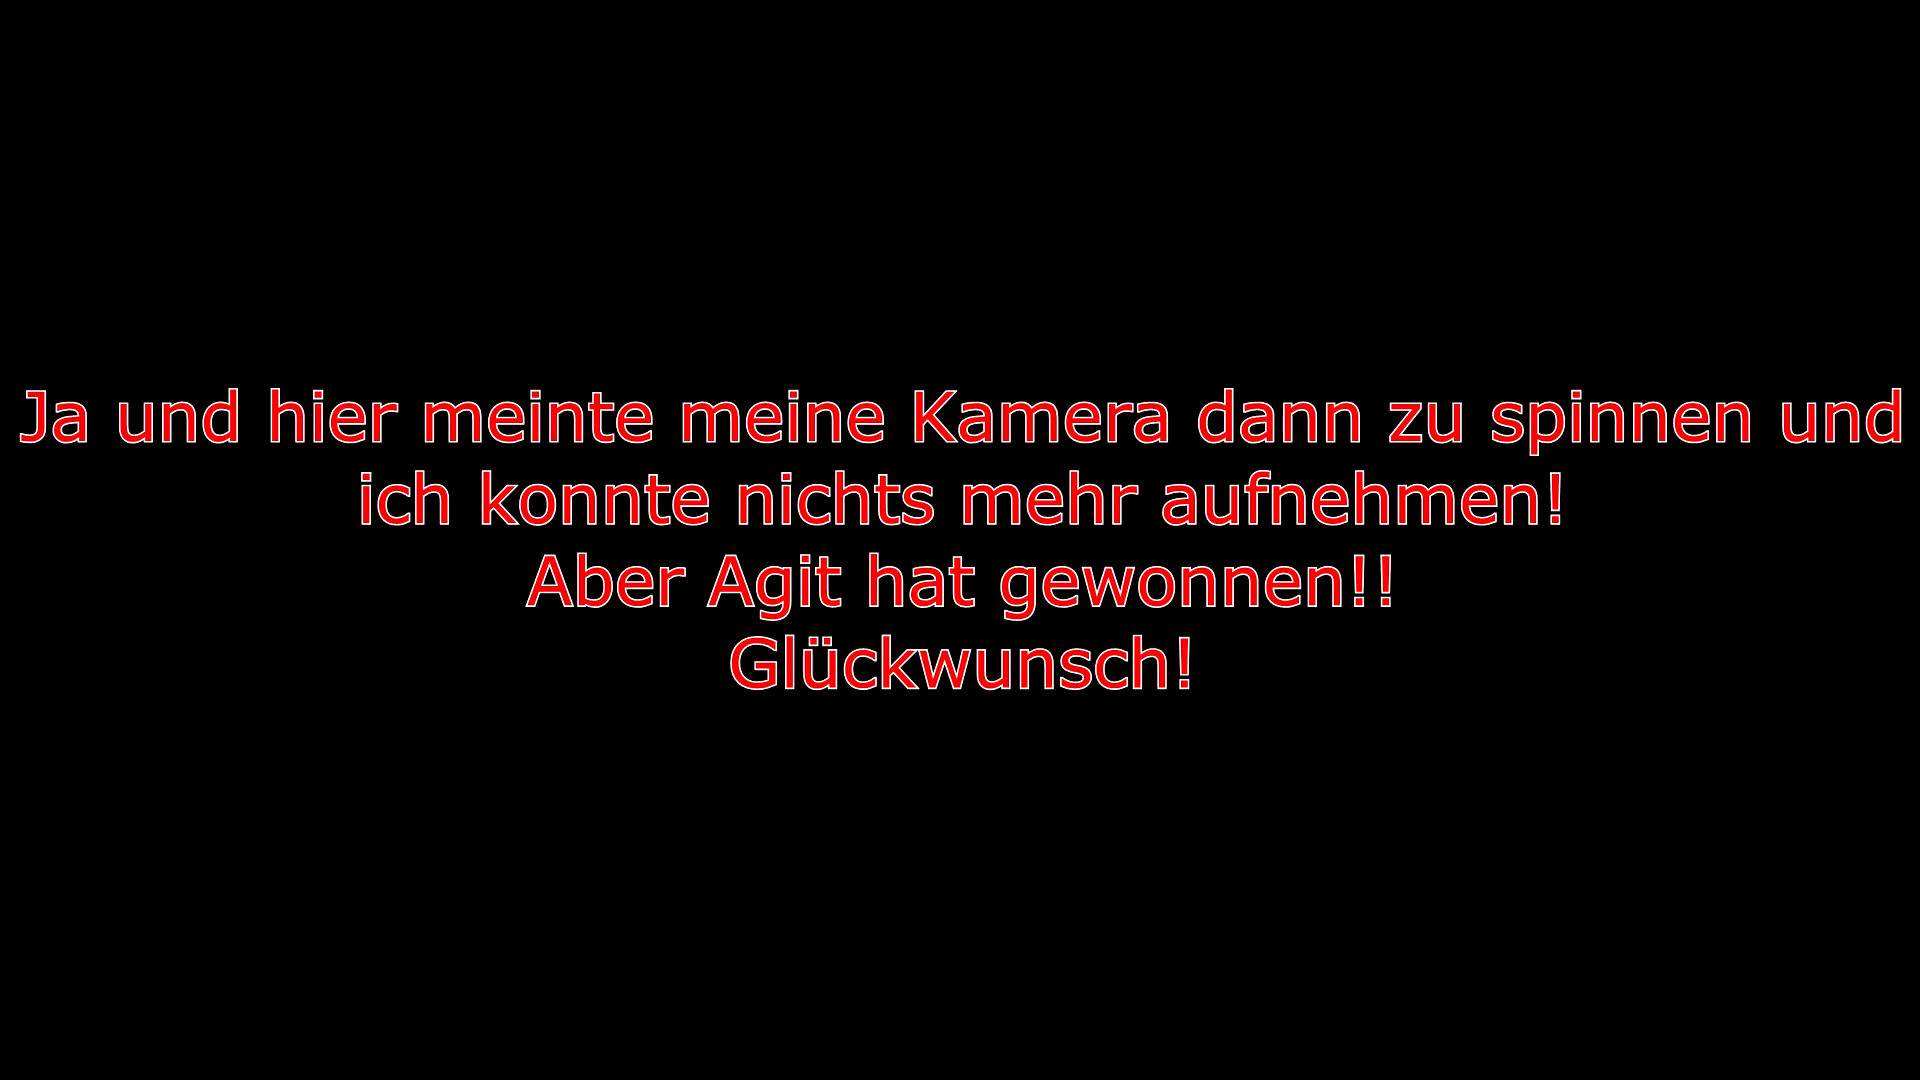 Ja und hier meinte meine Kamera dann zu spinnen und
ich konnte nichts mehr aufnehmen!
Aber Agit hat gewonnen!!
Glückwunsch!